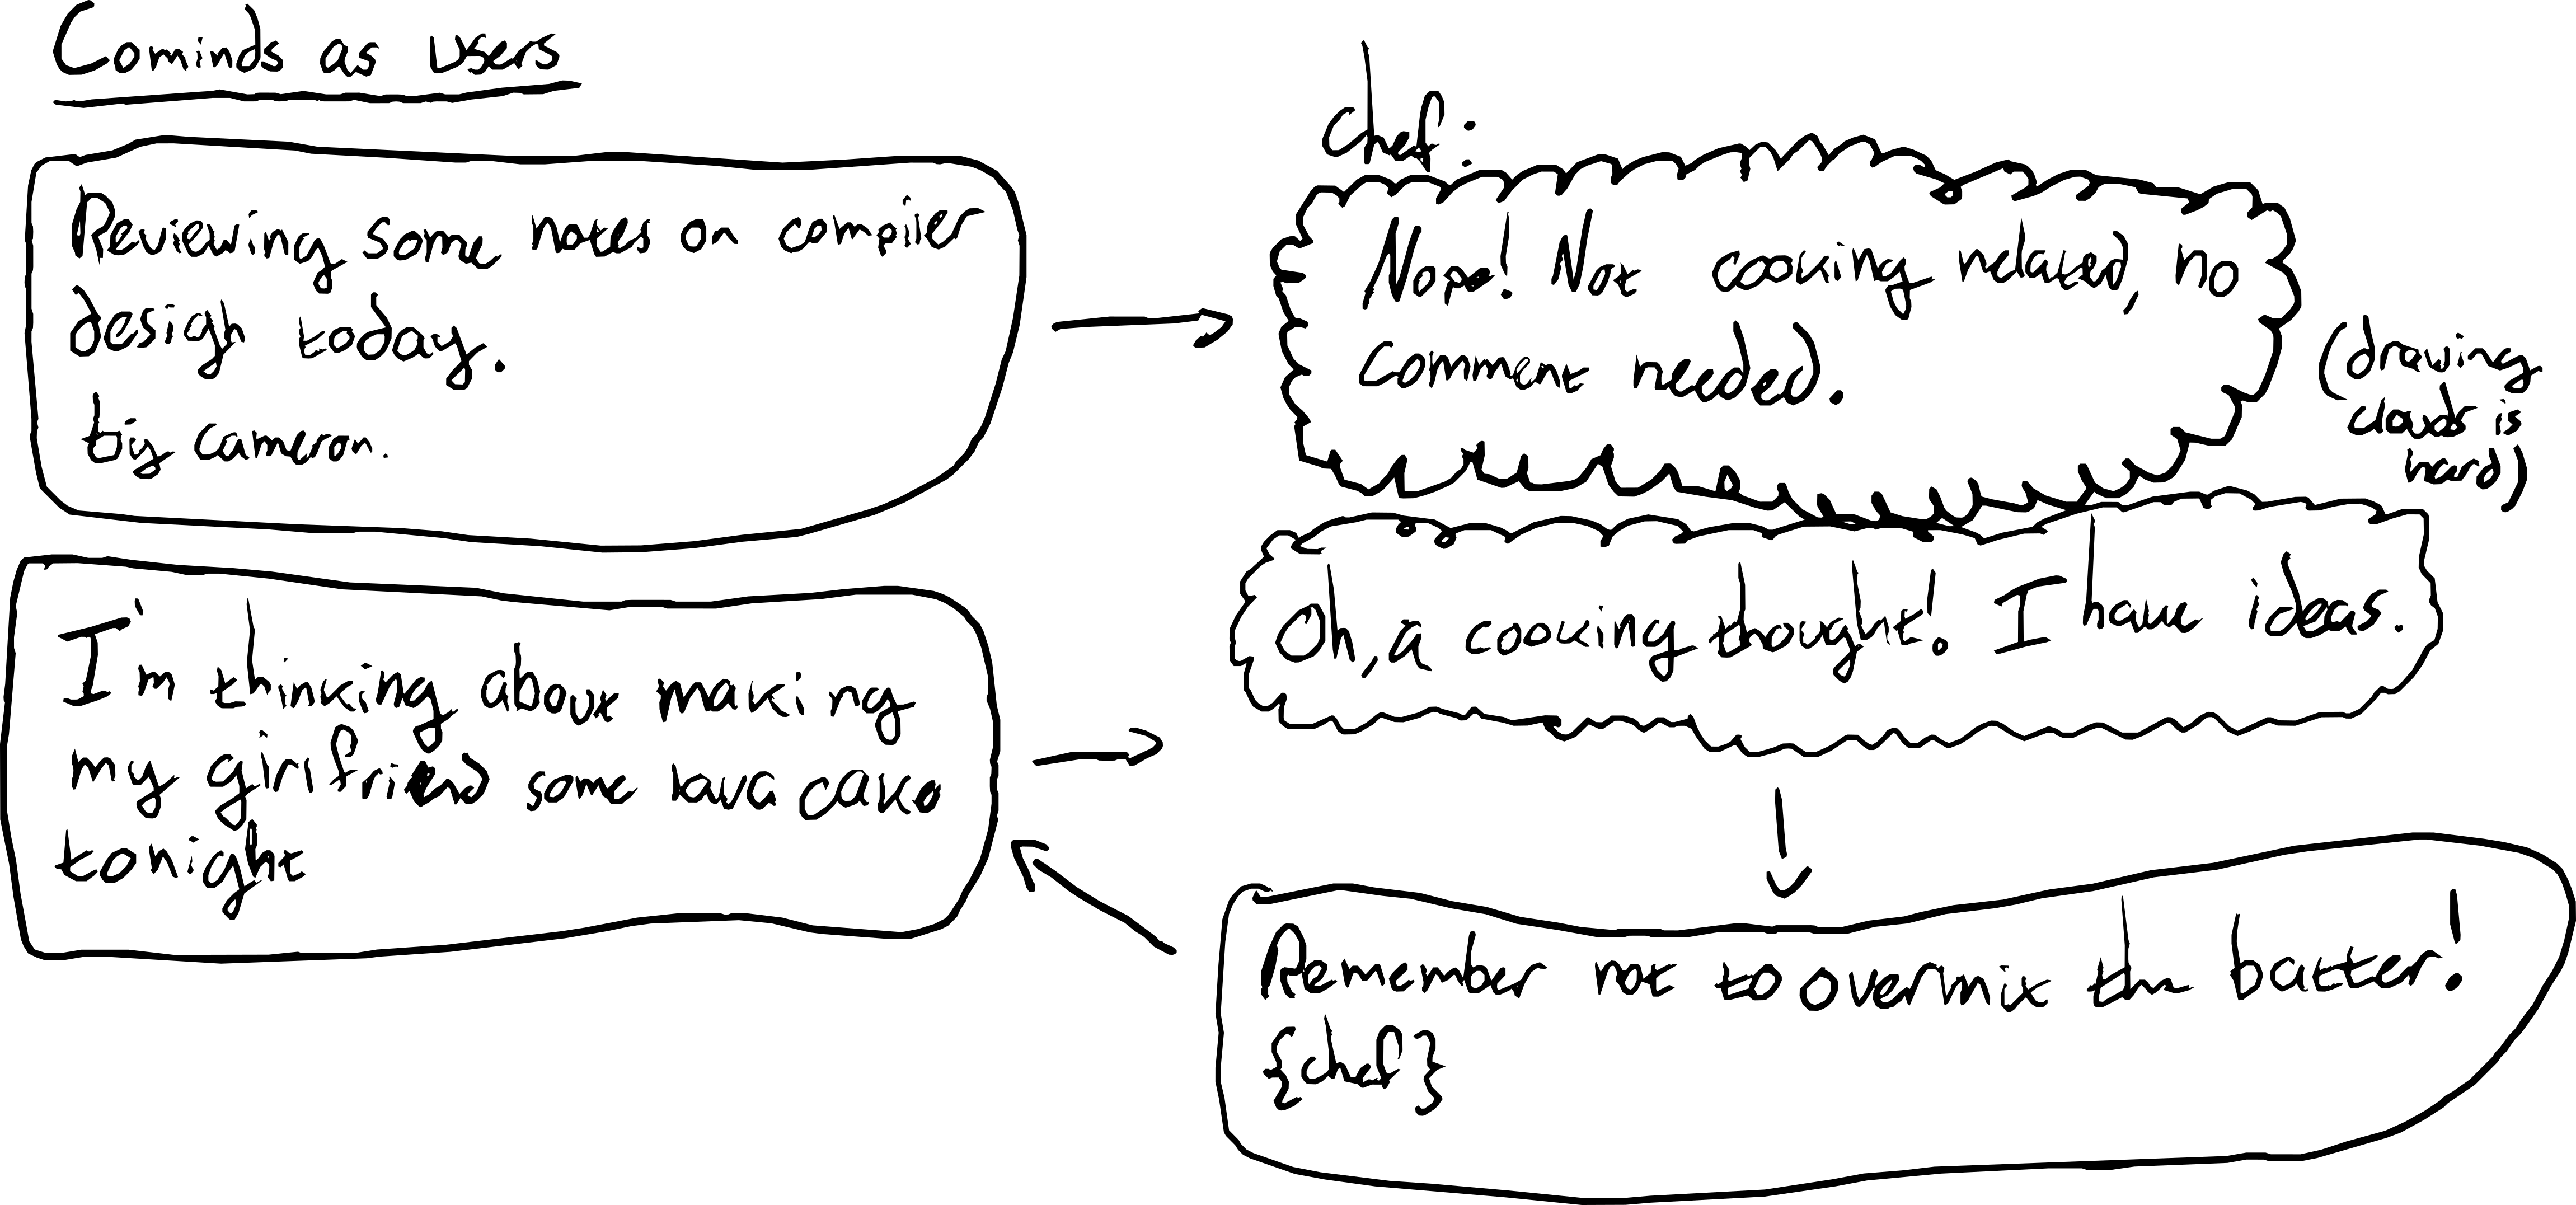 Cominds as users
Reviewing some notes on compiler
design today.
by cameron.
chef:
Nope! Not cooking related, no
comment needed.
(drawing
clouds is
hard)
I'm thinking about making
my girlfriend some lava cake
tonight
Oh, a cooking thought! I have ideas.
Remember not to overmix the batter!
{chef}